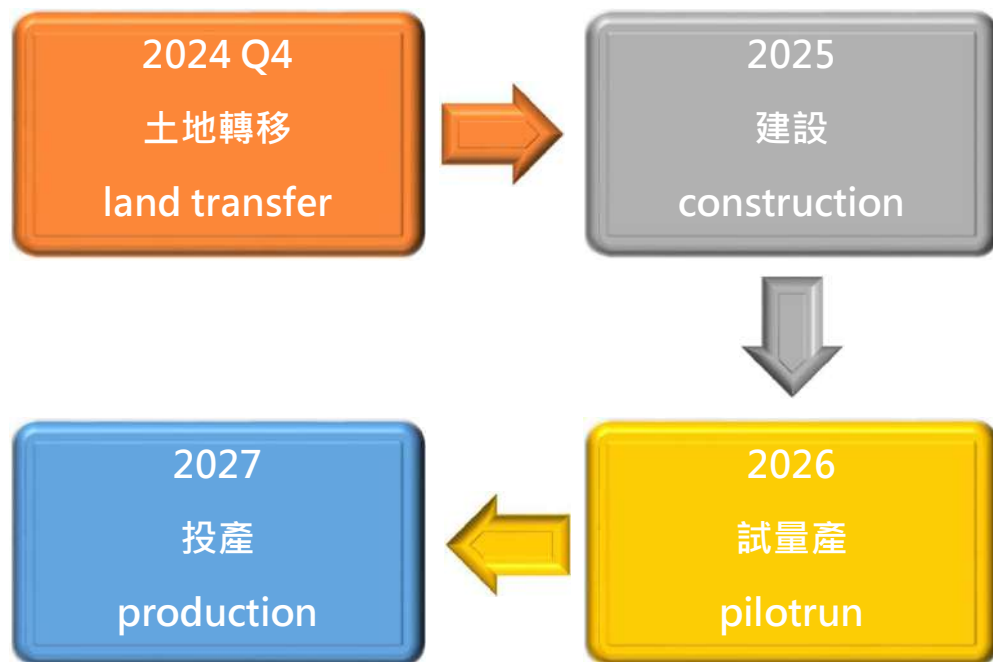 2024 Q4
土地轉移
land transfer
2025
建設
construction
2026
試量產
pilotrun
2027
投產
production